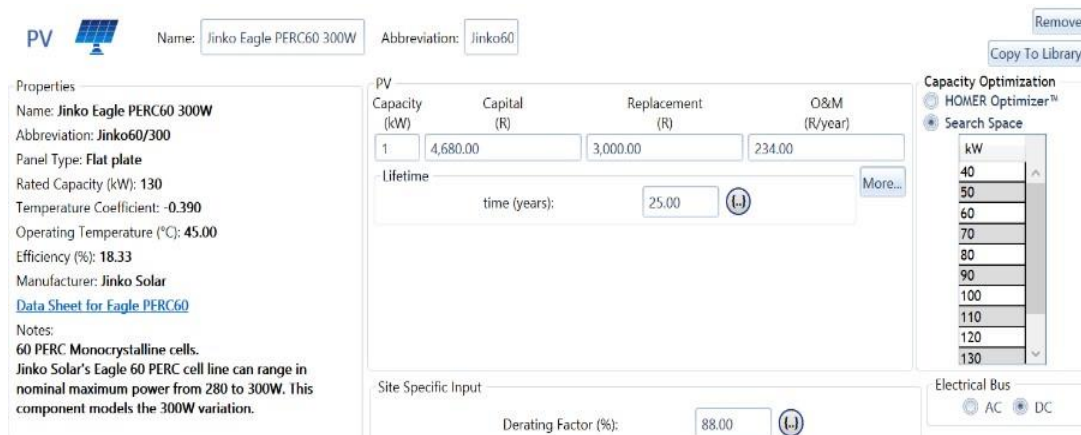 PV
Name: Jinko Eagle PERC60 300W
Abbreviation: Jinko60
Remove
Copy To Library
Properties
Name: Jinko Eagle PERC60 300W
Abbreviation: Jinko60/300
Panel Type: Flat plate
Rated Capacity (kW): 130
Temperature Coefficient: -0.390
Operating Temperature (°C): 45.00
Efficiency (%): 18.33
Manufacturer: Jinko Solar
Data Sheet for Eagle PERC60
Notes:
60 PERC Monocrystalline cells.
Jinko Solar's Eagle 60 PERC cell line can range in
nominal maximum power from 280 to 300W. This
component models the 300W variation.
PV
Capacity Capital Replacement O&M
(kW) (R) (R) (R/year)
1 4,680.00 3,000.00 234.00
Lifetime
time (years): 25.00 {..}
More...
Site Specific Input
Derating Factor (%): 88.00 {..}
Capacity Optimization
HOMER Optimizer™
Search Space
kW
40
50
60
70
80
90
100
110
120
130
Electrical Bus
AC DC